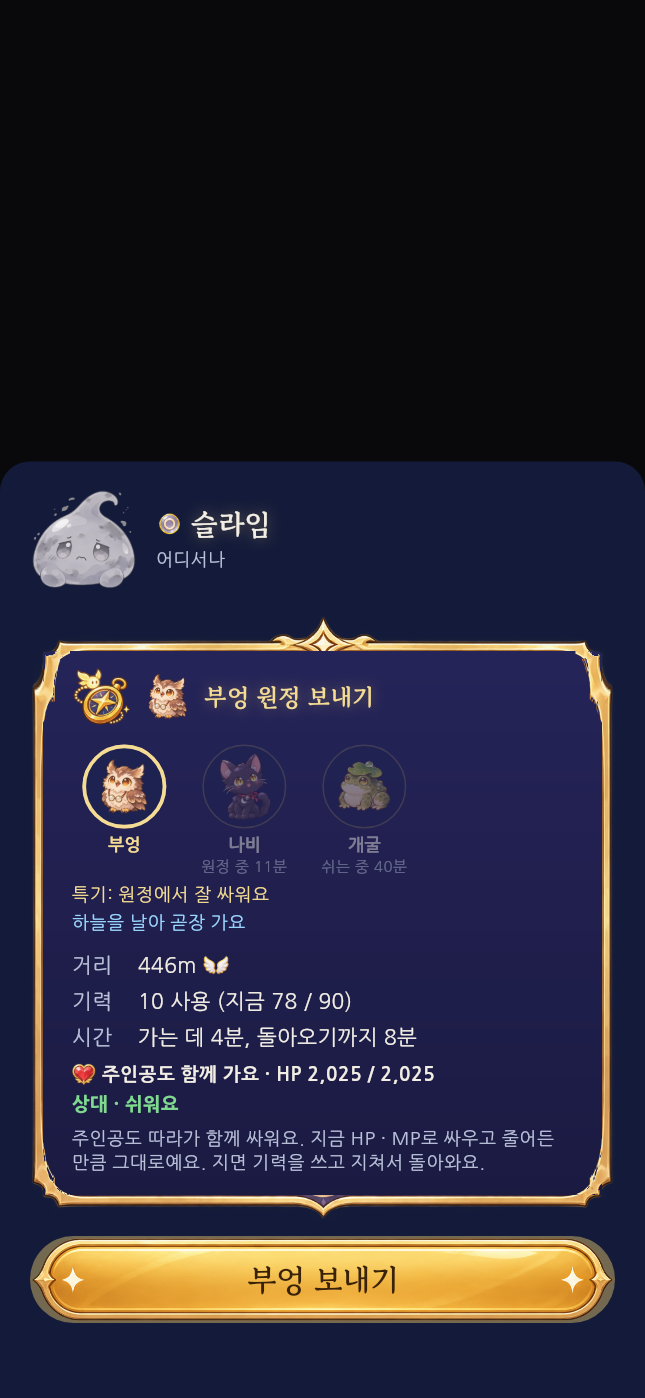 슬라임
어디서나
부엉 원정 보내기
부엉 나비 개굴
원정 중 11분 쉬는 중 40분
특기: 원정에서 잘 싸워요
하늘을 날아 곧장 가요
거리 446m
기력 10 사용 (지금 78 / 90)
시간 가는 데 4분, 돌아오기까지 8분
주인공도 함께 가요 · HP 2,025 / 2,025
상대 · 쉬워요
주인공도 따라가 함께 싸워요. 지금 HP · MP로 싸우고 줄어든
만큼 그대로예요. 지면 기력을 쓰고 지쳐서 돌아와요.
부엉 보내기